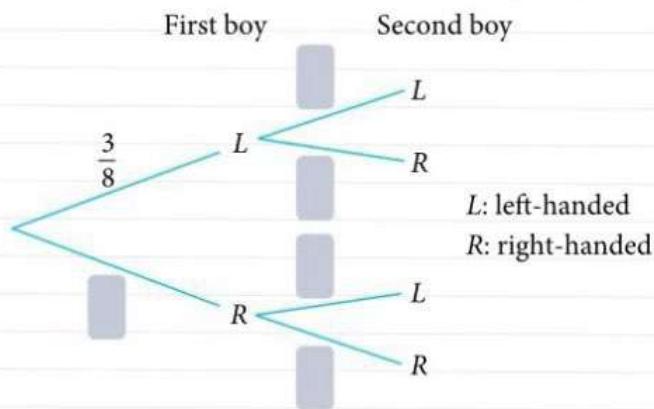 First boy
Second boy
L
3/8
L
R
L: left-handed
R: right-handed
L
R
R